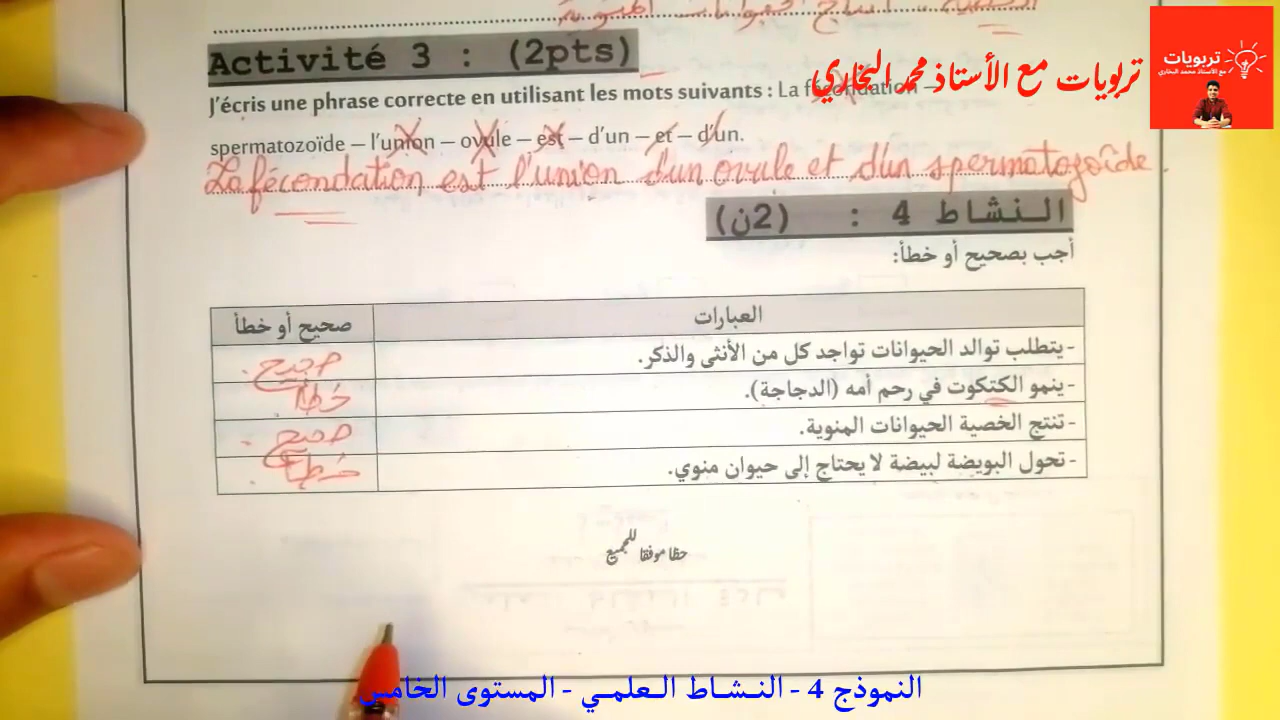 تربويات مع الأستاذ محمد البخاري
تربويات
مع الأستاذ محمد البخاري
Activité 3 : (2pts)
J'écris une phrase correcte en utilisant les mots suivants : La fécondation –
spermatozoïde – l'union – ovule – est – d'un – et – d'un.
La fécondation est l'union d'un ovule et d'un spermatozoïde.
النشاط 4 : (2ن)
أجب بصحيح أو خطأ:
العبارات صحيح أو خطأ
- يتطلب توالد الحيوانات تواجد كل من الأنثى والذكر. صحيح.
- ينمو الكتكوت في رحم أمه (الدجاجة). خطأ.
- تنتج الخصية الحيوانات المنوية. صحيح.
- تحول البويضة لبيضة لا يحتاج إلى حيوان منوي. خطأ.
حظا موفقا للجميع
النموذج 4 - النشاط العلمي - المستوى الخامس